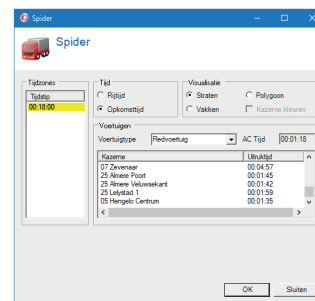 Spider
Spider
Tijdzones
Tijdstip
00:18:00
Tijd
Rijtijd
Opkomsttijd
Visualisatie
Straten
Polygoon
Vakken
Kazerne kleuren
Voertuigen
Voertuigtype Redvoertuig AC Tijd 00:01:18
Kazerne Uitruktijd
07 Zevenaar 00:04:57
25 Almere Poort 00:01:45
25 Almere Veluwsekant 00:01:42
25 Lelystad 1 00:01:59
05 Hengelo Centrum 00:01:35
OK Sluiten